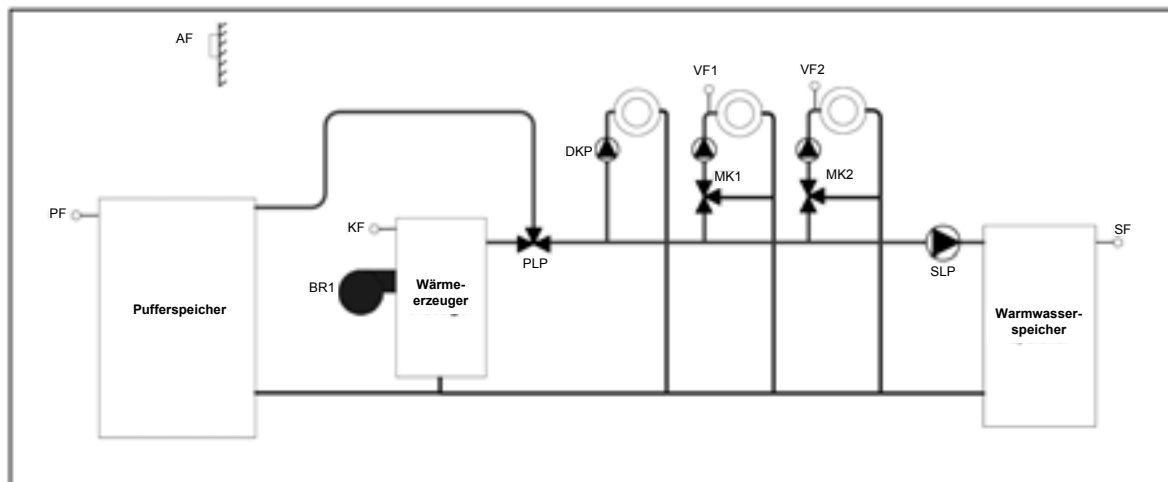 AF
VF1
VF2
DKP
MK1
MK2
PF
KF
PLP
SLP
SF
BR1
Wärme-
erzeuger
Pufferspeicher
Warmwasser-
speicher